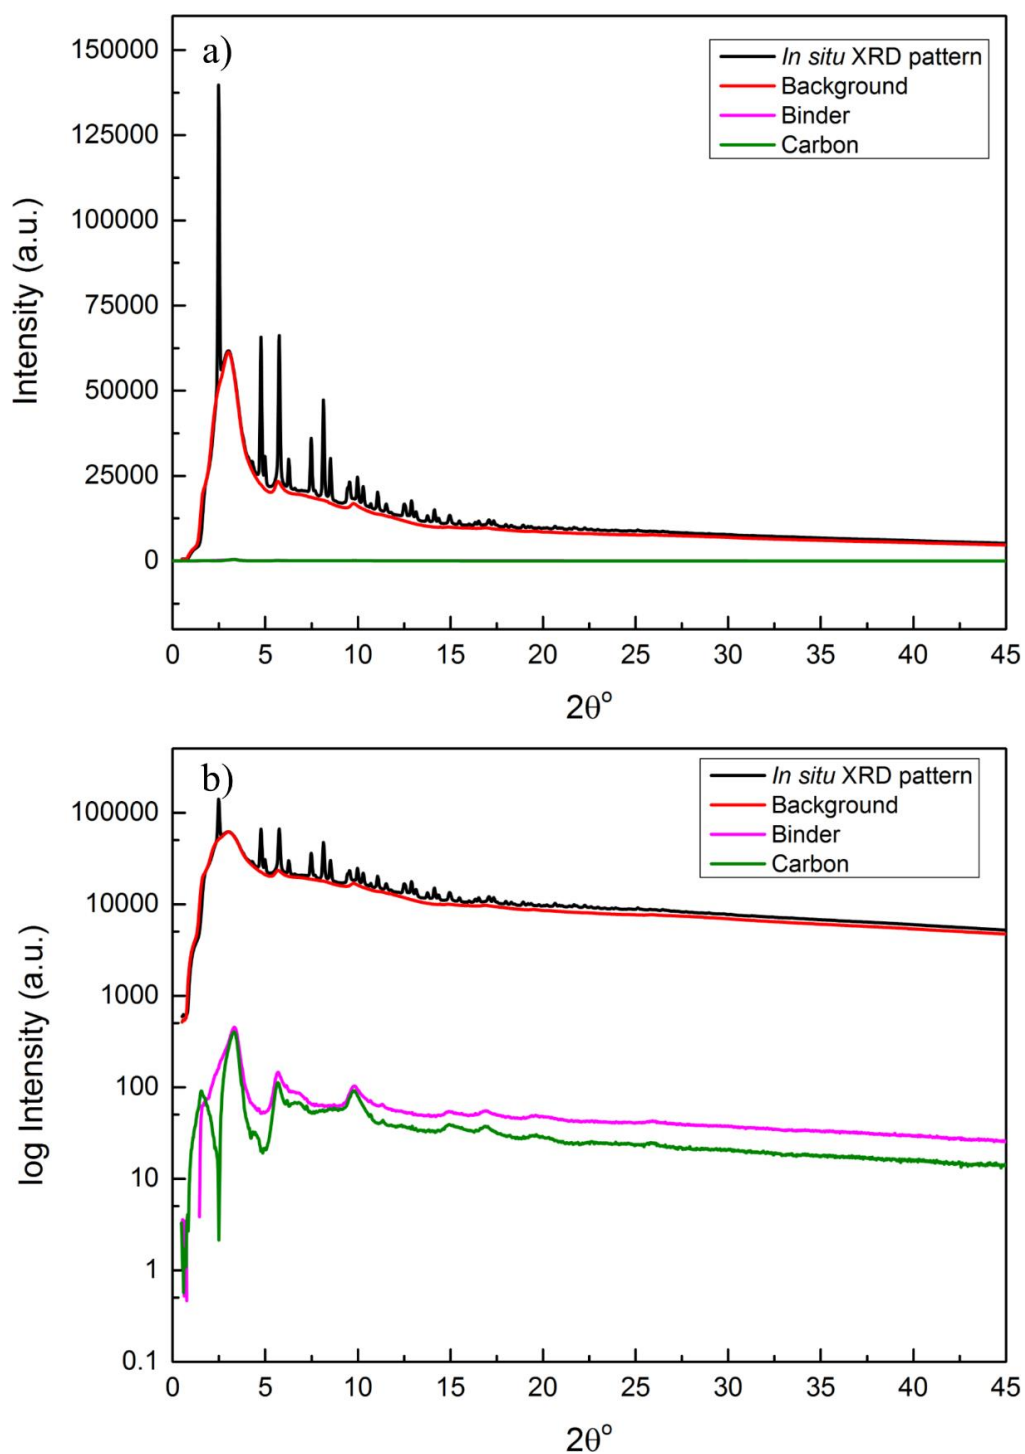 a)
In situ XRD pattern
Background
Binder
Carbon
150000
125000
100000
75000
50000
25000
0
Intensity (a.u.)
0 5 10 15 20 25 30 35 40 45
2θ°
b)
In situ XRD pattern
Background
Binder
Carbon
100000
10000
1000
100
10
1
0.1
log Intensity (a.u.)
0 5 10 15 20 25 30 35 40 45
2θ°